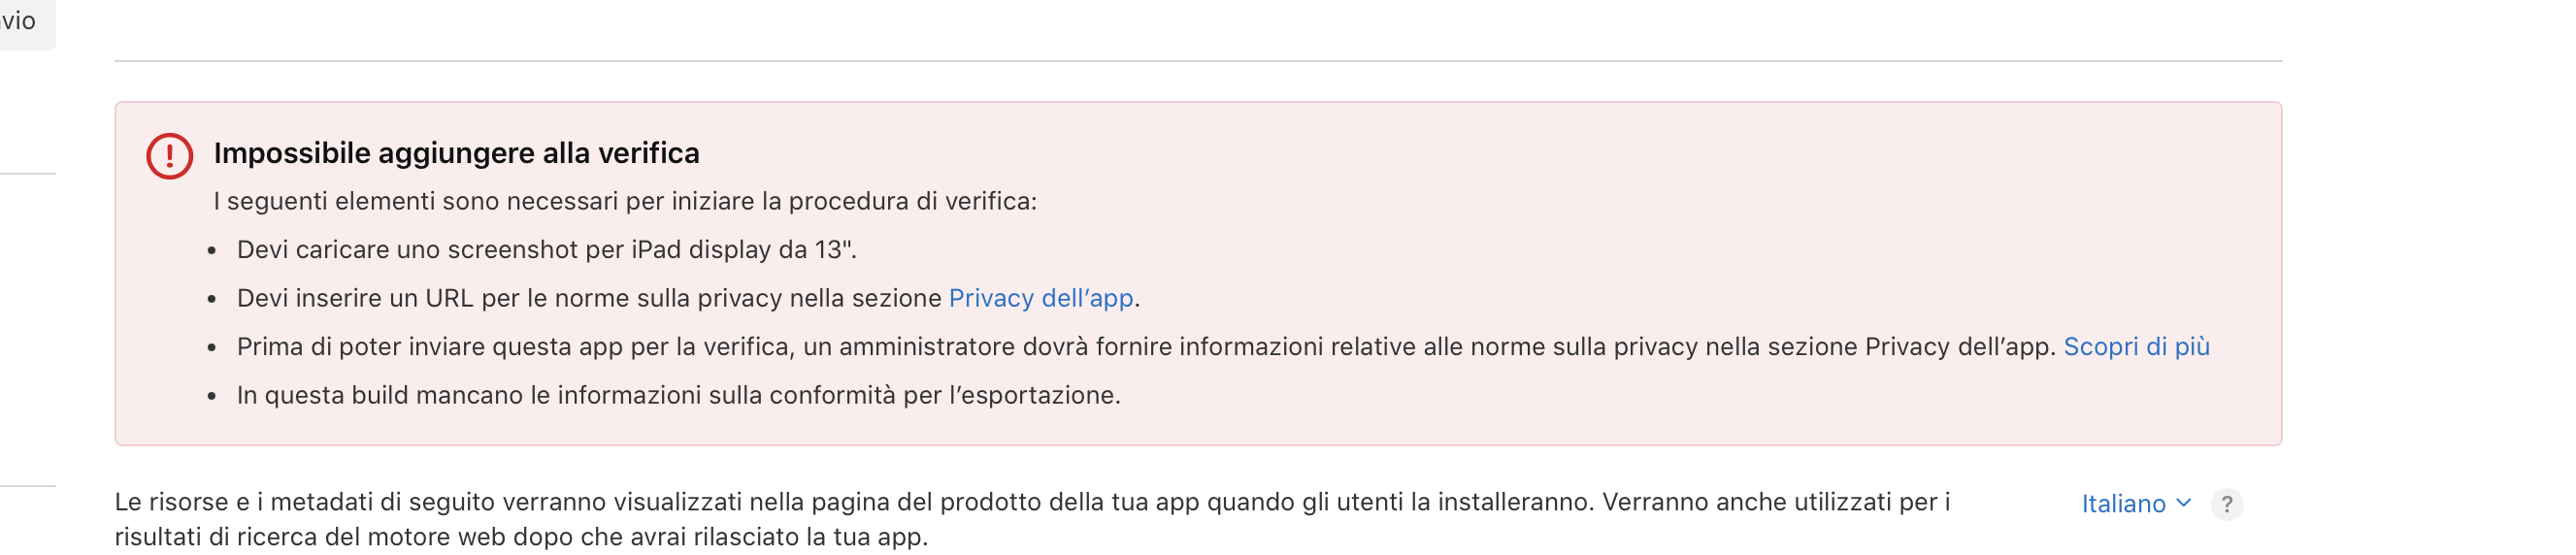 vio
Impossibile aggiungere alla verifica
I seguenti elementi sono necessari per iniziare la procedura di verifica:
• Devi caricare uno screenshot per iPad display da 13".
• Devi inserire un URL per le norme sulla privacy nella sezione Privacy dell’app.
• Prima di poter inviare questa app per la verifica, un amministratore dovrà fornire informazioni relative alle norme sulla privacy nella sezione Privacy dell’app. Scopri di più
• In questa build mancano le informazioni sulla conformità per l’esportazione.
Le risorse e i metadati di seguito verranno visualizzati nella pagina del prodotto della tua app quando gli utenti la installeranno. Verranno anche utilizzati per i
risultati di ricerca del motore web dopo che avrai rilasciato la tua app.
Italiano ?